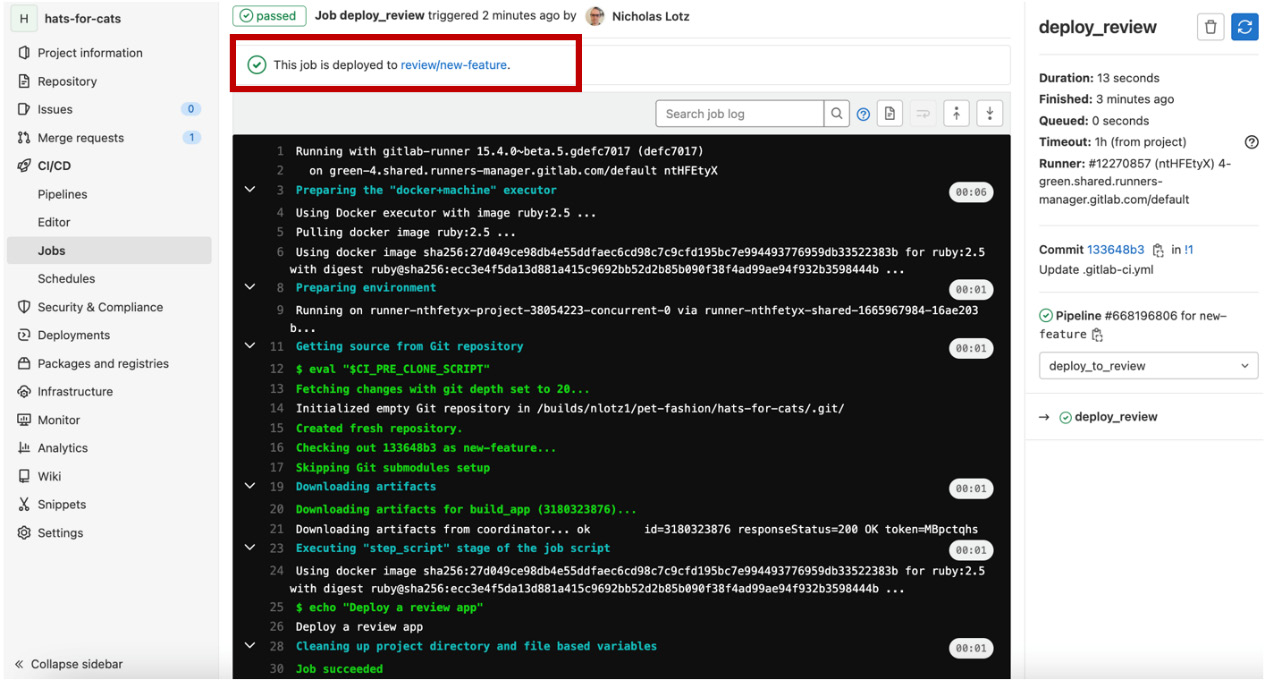 H hats-for-cats
Project information
Repository
Issues 0
Merge requests 1
CI/CD
Pipelines
Editor
Jobs
Schedules
Security & Compliance
Deployments
Packages and registries
Infrastructure
Monitor
Analytics
Wiki
Snippets
Settings
« Collapse sidebar
passed Job deploy_review triggered 2 minutes ago by Nicholas Lotz
This job is deployed to review/new-feature.
Search job log
1 Running with gitlab-runner 15.4.0~beta.5.gdefc7017 (defc7017)
2 on green-4.shared.runners-manager.gitlab.com/default ntHFEtyX
3 Preparing the "docker+machine" executor 00:06
4 Using Docker executor with image ruby:2.5 ...
5 Pulling docker image ruby:2.5 ...
6 Using docker image sha256:27d049ce98db4e55ddfaec6cd98c7c9cfd195bc7e994493776959db33522383b for ruby:2.5
with digest ruby@sha256:ecc3e4f5da13d881a415c9692bb52d2b85b090f38f4ad99ae94f932b3598444b ...
8 Preparing environment 00:01
9 Running on runner-nthfetyx-project-38054223-concurrent-0 via runner-nthfetyx-shared-1665967984-16ae203
b...
11 Getting source from Git repository 00:01
12 $ eval "$CI_PRE_CLONE_SCRIPT"
13 Fetching changes with git depth set to 20...
14 Initialized empty Git repository in /builds/nlotz1/pet-fashion/hats-for-cats/.git/
15 Created fresh repository.
16 Checking out 133648b3 as new-feature...
17 Skipping Git submodules setup
19 Downloading artifacts 00:01
20 Downloading artifacts for build_app (3180323876)...
21 Downloading artifacts from coordinator... ok id=3180323876 responseStatus=200 OK token=MBpctqhs
23 Executing "step_script" stage of the job script 00:01
24 Using docker image sha256:27d049ce98db4e55ddfaec6cd98c7c9cfd195bc7e994493776959db33522383b for ruby:2.5
with digest ruby@sha256:ecc3e4f5da13d881a415c9692bb52d2b85b090f38f4ad99ae94f932b3598444b ...
25 $ echo "Deploy a review app"
26 Deploy a review app
28 Cleaning up project directory and file based variables 00:01
30 Job succeeded
deploy_review
Duration: 13 seconds
Finished: 3 minutes ago
Queued: 0 seconds
Timeout: 1h (from project)
Runner: #12270857 (ntHFEtyX) 4-
green.shared.runners-
manager.gitlab.com/default
Commit 133648b3 in !1
Update .gitlab-ci.yml
Pipeline #668196806 for new-
feature
deploy_to_review
→ deploy_review